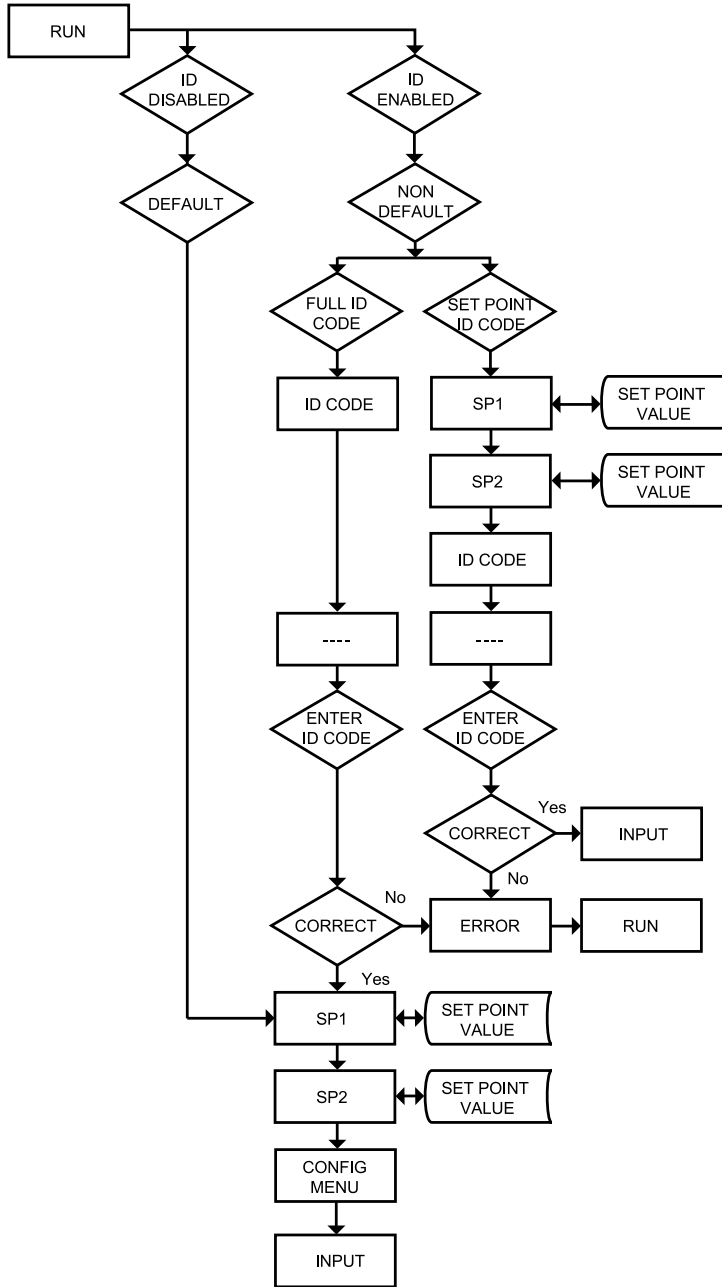 RUN
ID
DISABLED
ID
ENABLED
DEFAULT
NON
DEFAULT
FULL ID
CODE
SET POINT
ID CODE
ID CODE
SP1
SET POINT
VALUE
SP2
SET POINT
VALUE
ID CODE
----
----
ENTER
ID CODE
ENTER
ID CODE
CORRECT
Yes
INPUT
No
CORRECT
No
ERROR
RUN
Yes
SP1
SET POINT
VALUE
SP2
SET POINT
VALUE
CONFIG
MENU
INPUT